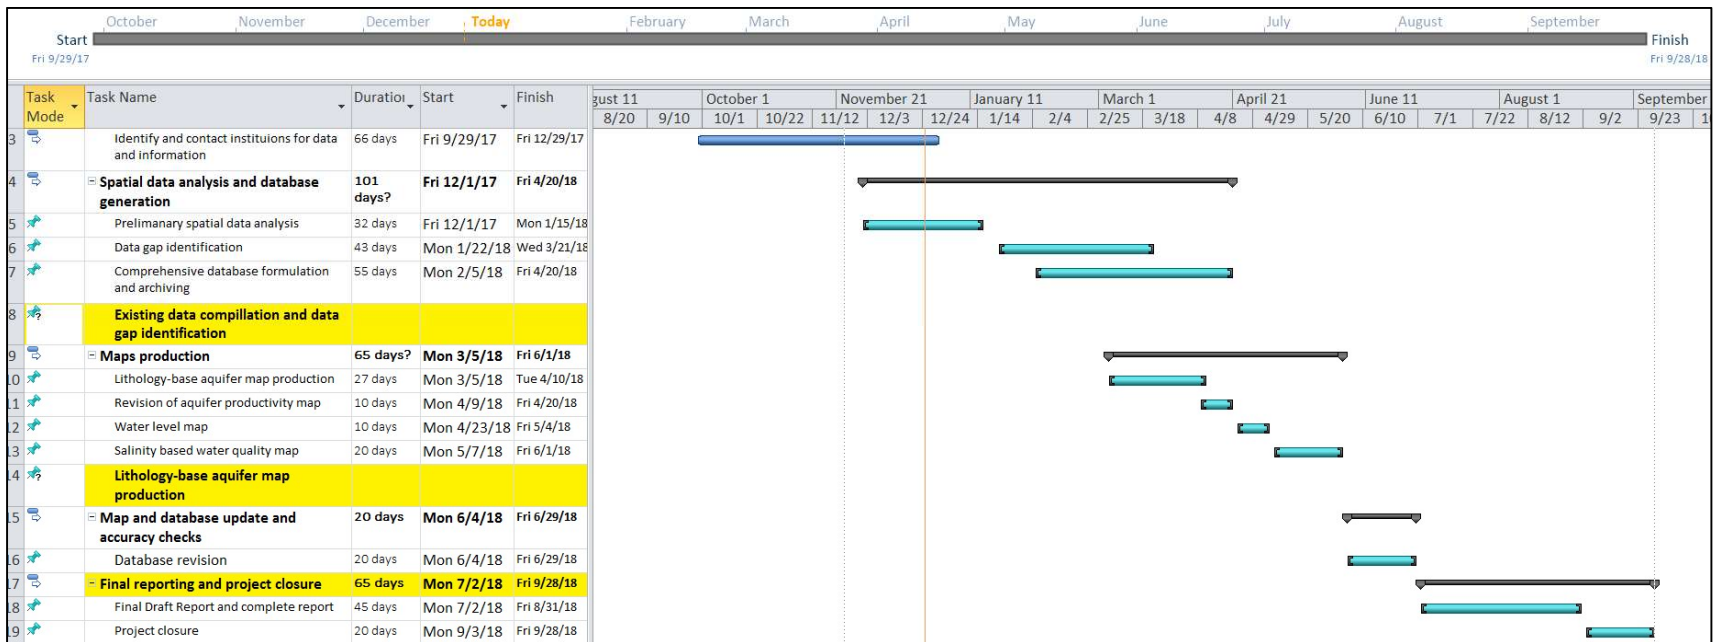 October November December Today February March April May June July August September
Start Finish
Fri 9/29/17 Fri 9/28/18
Task Mode Task Name Duration Start Finish gust 11 October 1 November 21 January 11 March 1 April 21 June 11 August 1 September
8/20 9/10 10/1 10/22 11/12 12/3 12/24 1/14 2/4 2/25 3/18 4/8 4/29 5/20 6/10 7/1 7/22 8/12 9/2 9/23 1
3 Identify and contact instituions for data 66 days Fri 9/29/17 Fri 12/29/17
and information
4 Spatial data analysis and database 101 Fri 12/1/17 Fri 4/20/18
generation days?
5 Prelimanary spatial data analysis 32 days Fri 12/1/17 Mon 1/15/18
6 Data gap identification 43 days Mon 1/22/18 Wed 3/21/18
7 Comprehensive database formulation 55 days Mon 2/5/18 Fri 4/20/18
and archiving
8 Existing data compillation and data
gap identification
9 Maps production 65 days? Mon 3/5/18 Fri 6/1/18
10 Lithology-base aquifer map production 27 days Mon 3/5/18 Tue 4/10/18
11 Revision of aquifer productivity map 10 days Mon 4/9/18 Fri 4/20/18
12 Water level map 10 days Mon 4/23/18 Fri 5/4/18
13 Salinity based water quality map 20 days Mon 5/7/18 Fri 6/1/18
14 Lithology-base aquifer map
production
15 Map and database update and 20 days Mon 6/4/18 Fri 6/29/18
accuracy checks
16 Database revision 20 days Mon 6/4/18 Fri 6/29/18
17 Final reporting and project closure 65 days Mon 7/2/18 Fri 9/28/18
18 Final Draft Report and complete report 45 days Mon 7/2/18 Fri 8/31/18
19 Project closure 20 days Mon 9/3/18 Fri 9/28/18